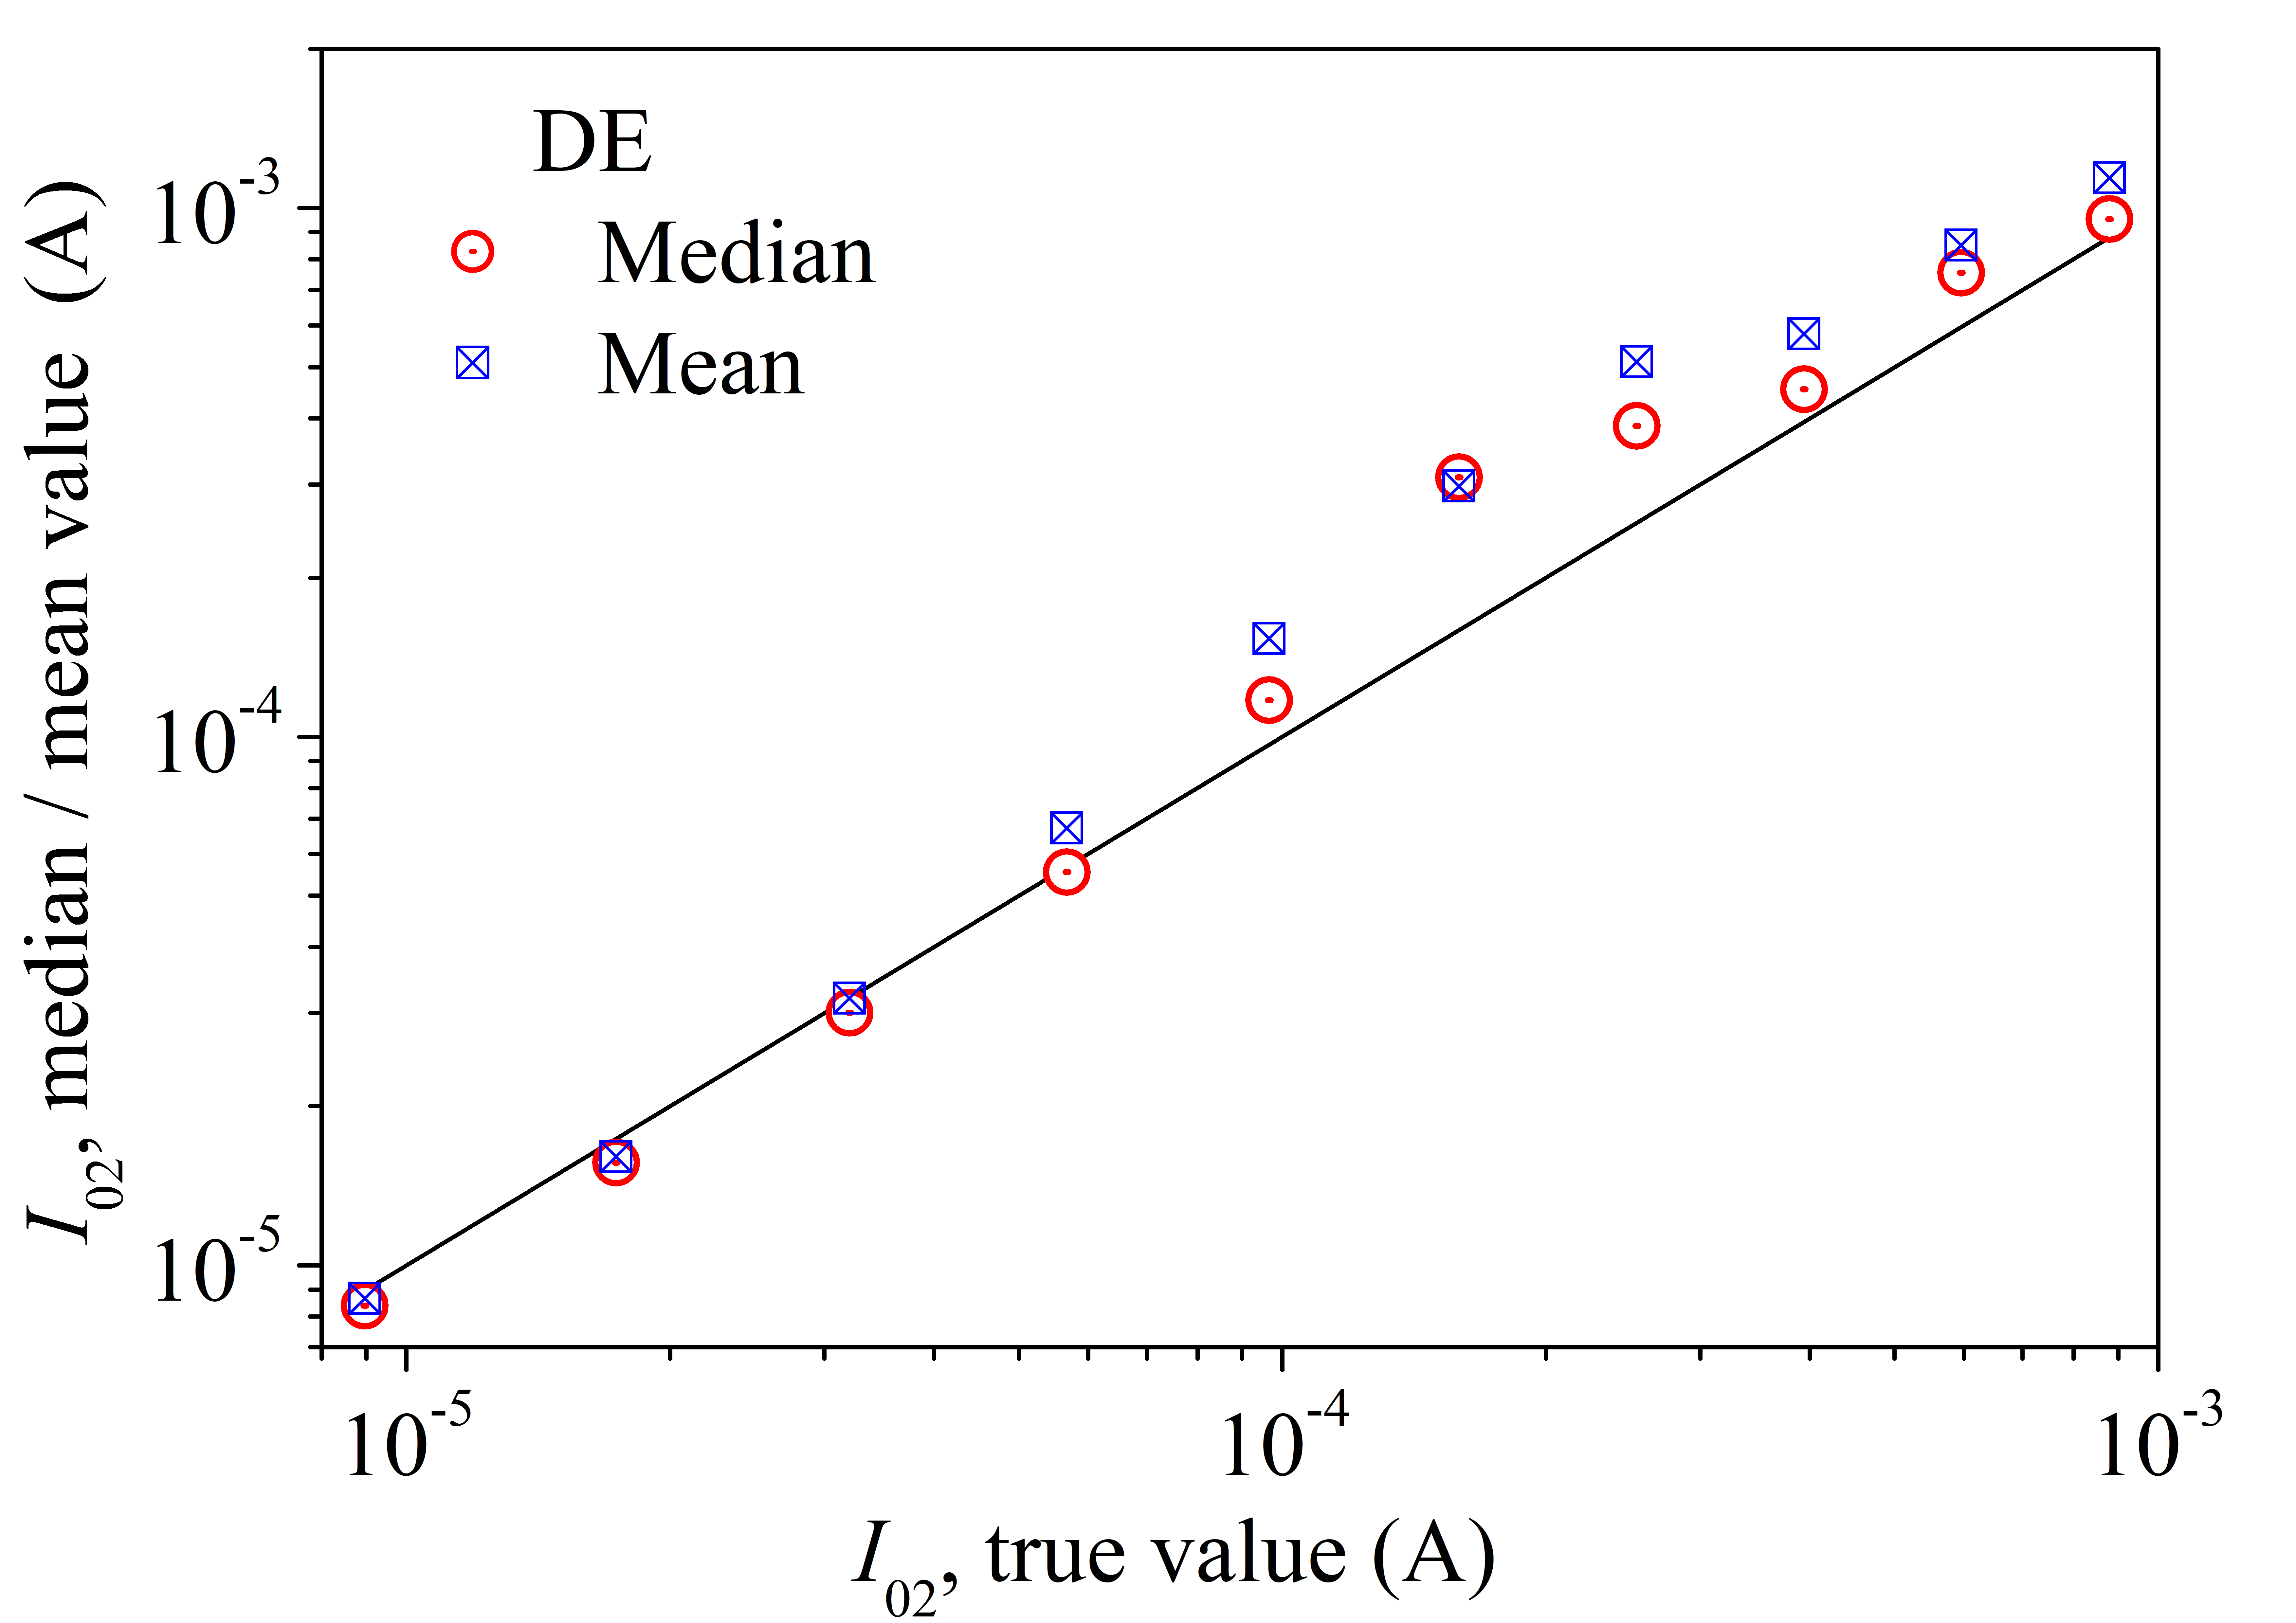 DE
Median
Mean
I02, median / mean value (A)
10-3
10-4
10-5
10-5
10-4
10-3
I02, true value (A)